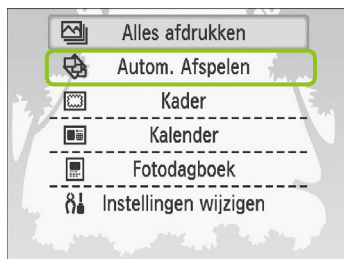 Alles afdrukken
Autom. Afspelen
Kader
Kalender
Fotodagboek
Instellingen wijzigen